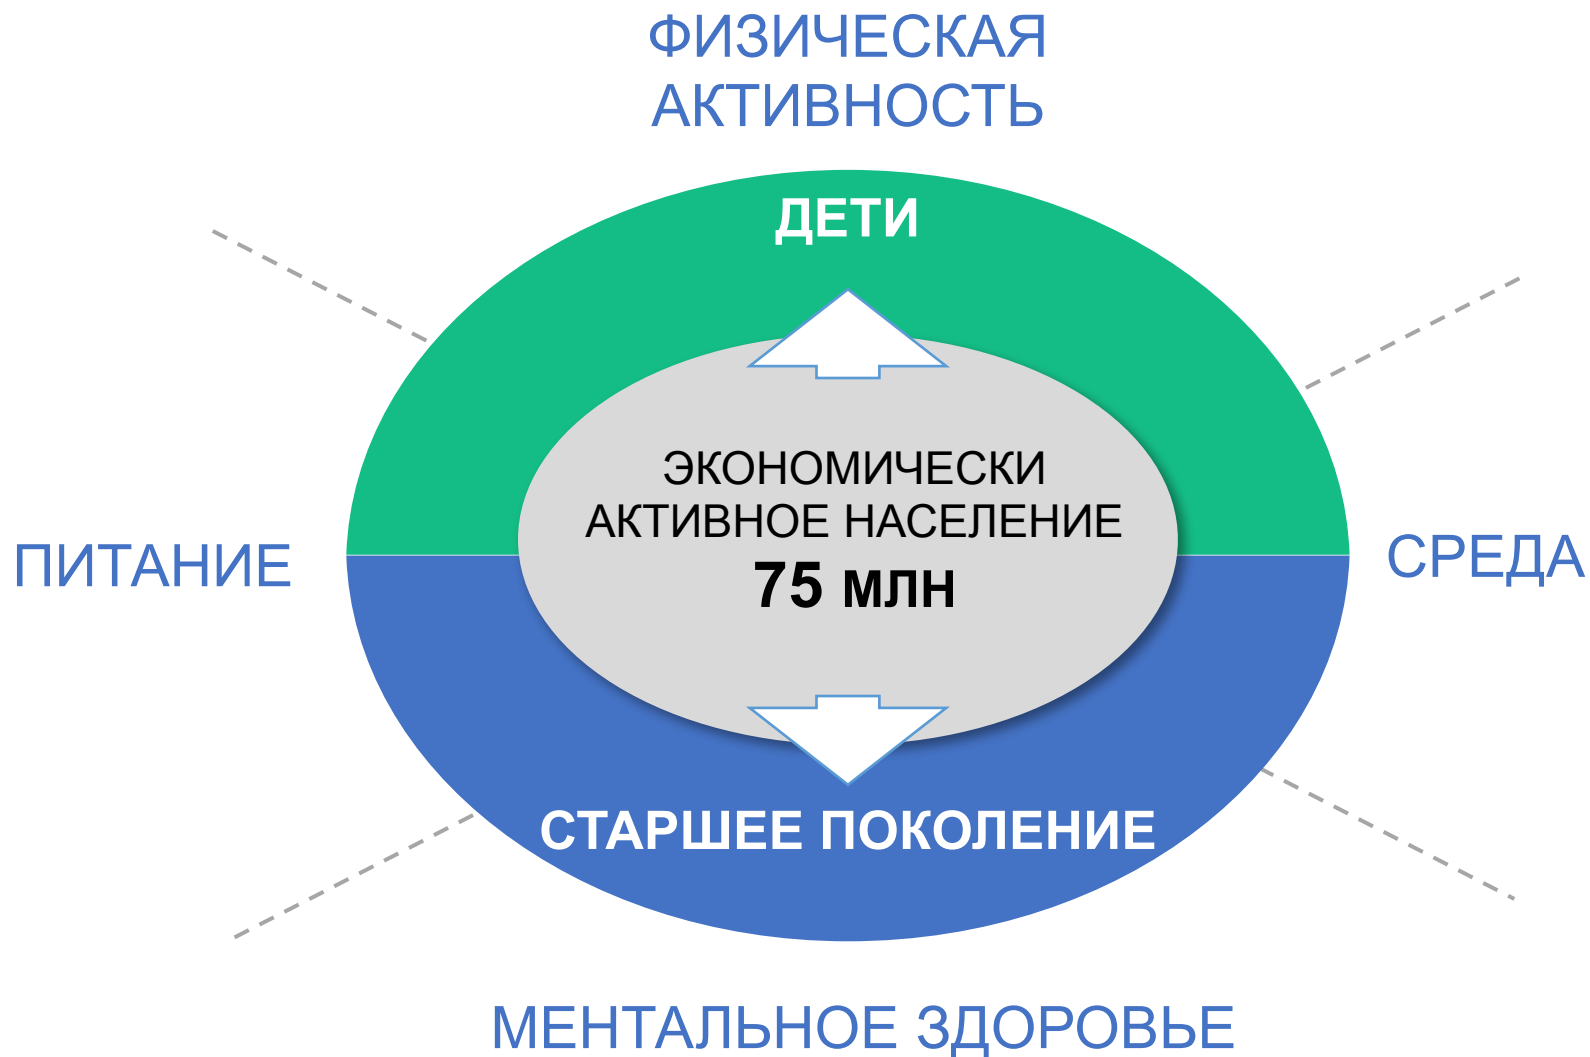 ФИЗИЧЕСКАЯ
АКТИВНОСТЬ
ДЕТИ
ЭКОНОМИЧЕСКИ
АКТИВНОЕ НАСЕЛЕНИЕ
75 МЛН
ПИТАНИЕ
СРЕДА
СТАРШЕЕ ПОКОЛЕНИЕ
МЕНТАЛЬНОЕ ЗДОРОВЬЕ